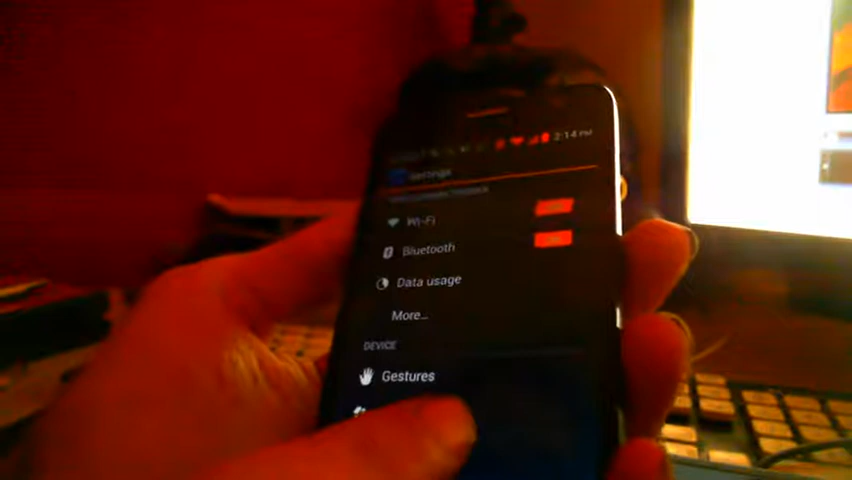 2:14 PM
Settings
Wi-Fi
Bluetooth
Data usage
More...
DEVICE
Gestures